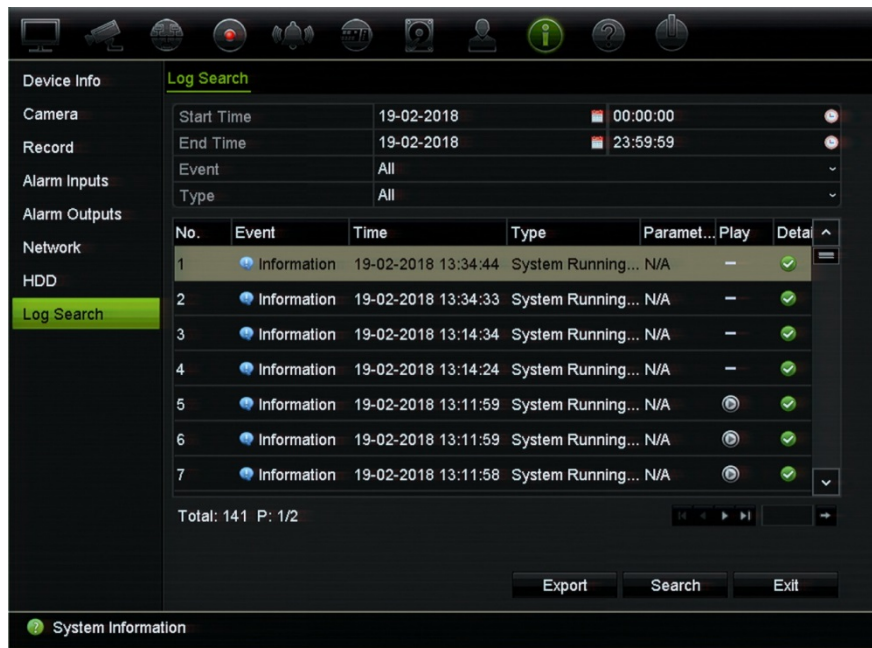 Device Info
Log Search
Camera
Start Time 19-02-2018 00:00:00
Record
End Time 19-02-2018 23:59:59
Event All
Alarm Inputs
Type All
Alarm Outputs
No. Event Time Type Paramet... Play Detai
Network
1 Information 19-02-2018 13:34:44 System Running... N/A –
HDD
2 Information 19-02-2018 13:34:33 System Running... N/A –
Log Search
3 Information 19-02-2018 13:14:34 System Running... N/A –
4 Information 19-02-2018 13:14:24 System Running... N/A –
5 Information 19-02-2018 13:11:59 System Running... N/A
6 Information 19-02-2018 13:11:59 System Running... N/A
7 Information 19-02-2018 13:11:58 System Running... N/A
Total: 141 P: 1/2
Export Search Exit
System Information